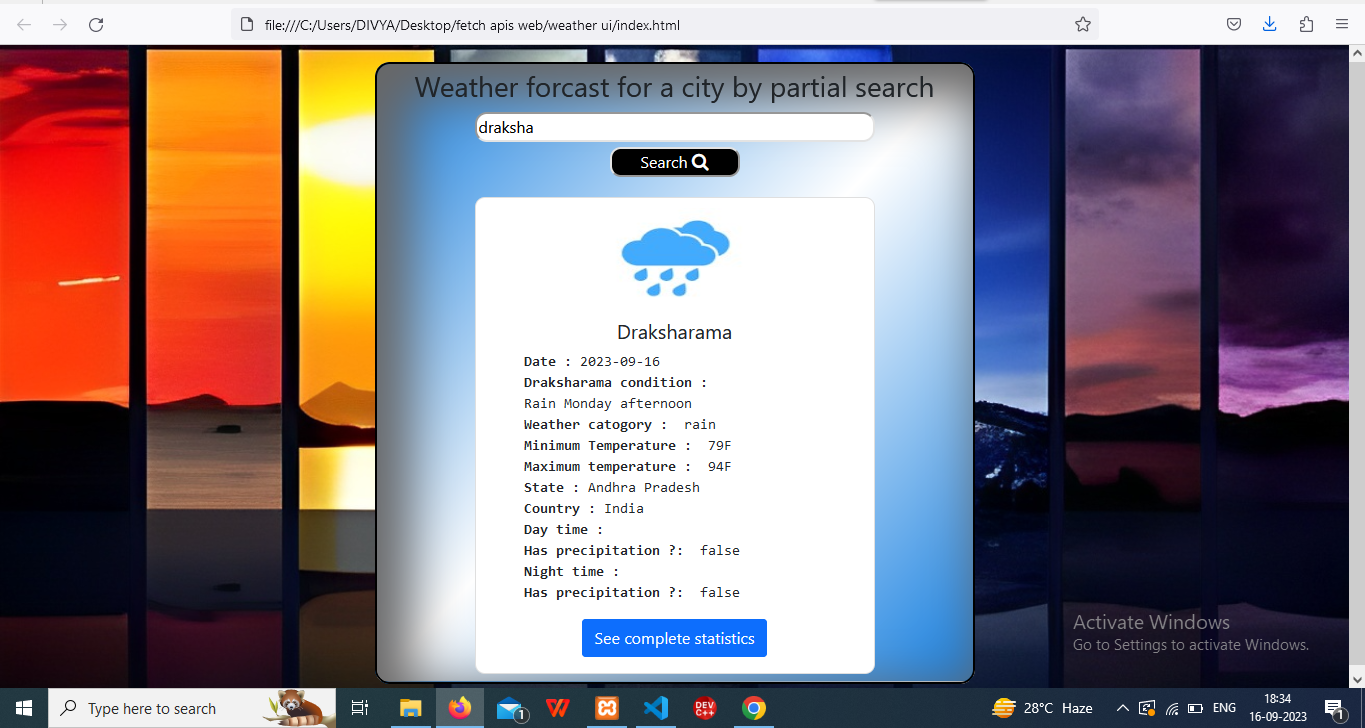 file:///C:/Users/DIVYA/Desktop/fetch apis web/weather ui/index.html
Weather forcast for a city by partial search
draksha
Search
Draksharama
Date : 2023-09-16
Draksharama condition :
Rain Monday afternoon
Weather catogory : rain
Minimum Temperature : 79F
Maximum temperature : 94F
State : Andhra Pradesh
Country : India
Day time :
Has precipitation ?: false
Night time :
Has precipitation ?: false
See complete statistics
Activate Windows
Go to Settings to activate Windows.
Type here to search
1
W
DEV
C++
28°C Haze
ENG
18:34
16-09-2023
1